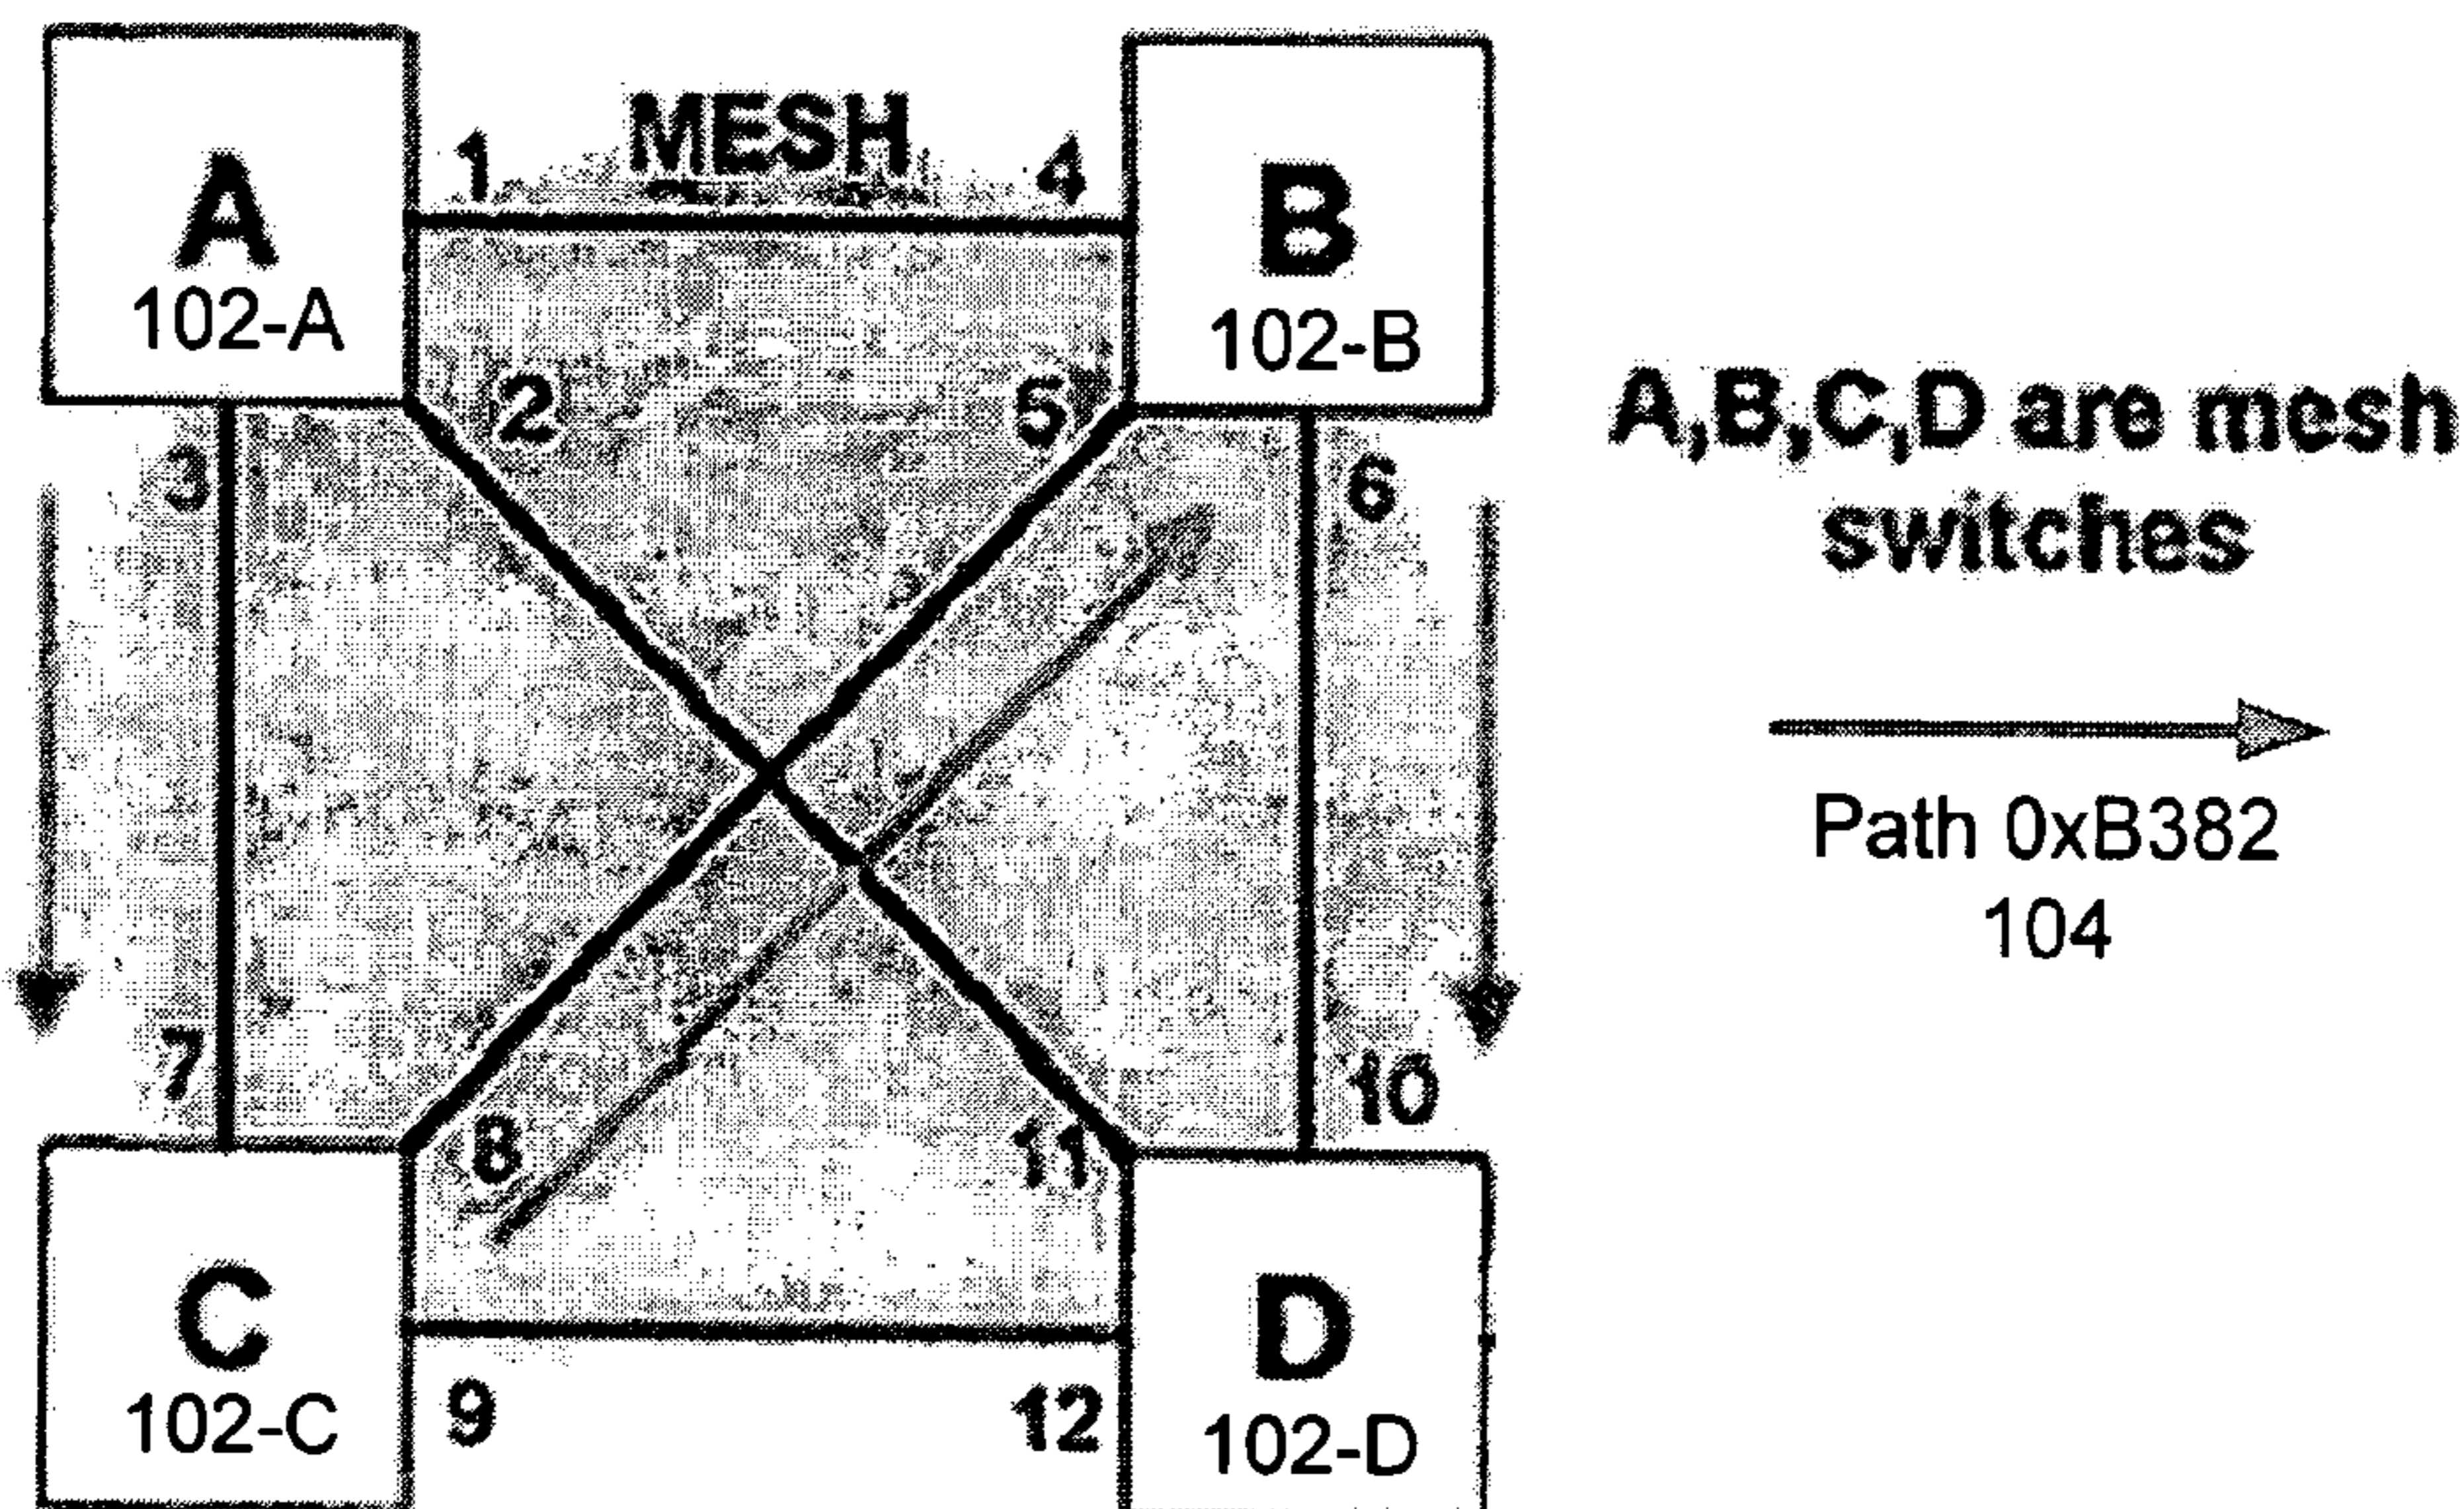 MESH
A
102-A
1
4
B
102-B
2
5
3
6
A,B,C,D are mesh
switches
Path 0xB382
104
7
10
8
11
C
102-C
9
12
D
102-D